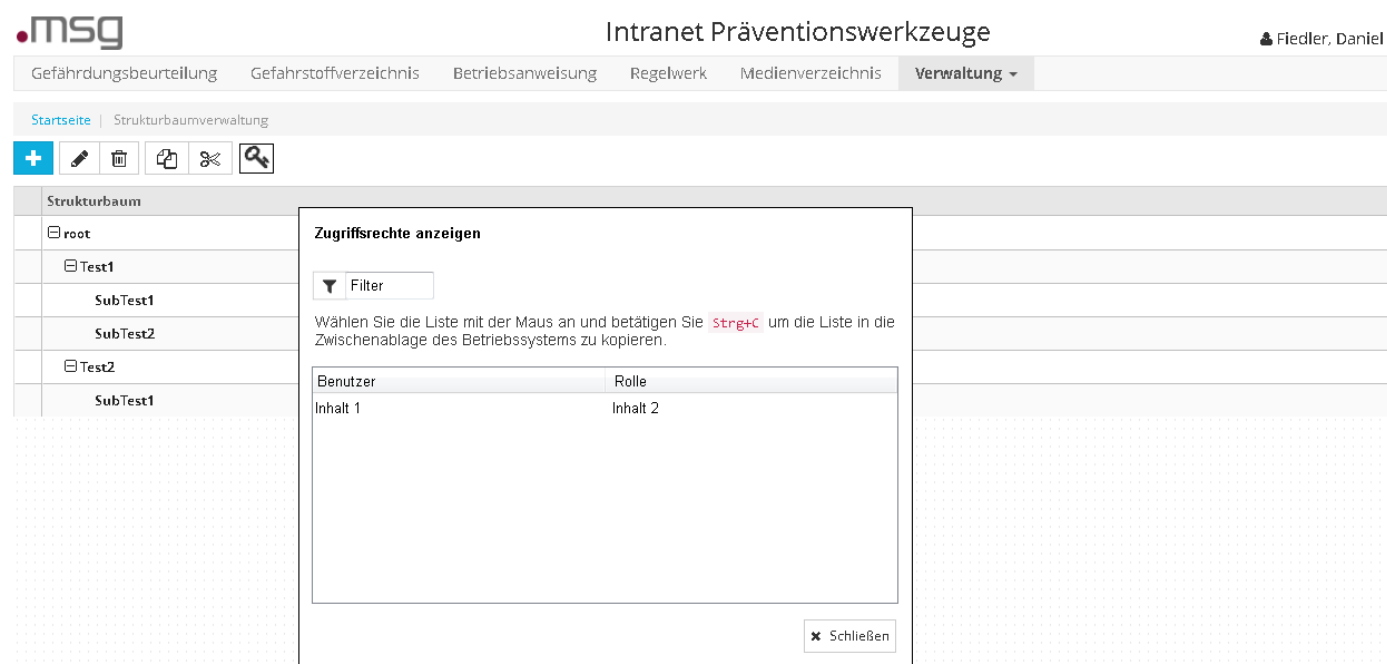 .msg
Intranet Präventionswerkzeuge
Fiedler, Daniel
Gefährdungsbeurteilung Gefahrstoffverzeichnis Betriebsanweisung Regelwerk Medienverzeichnis Verwaltung
Startseite | Strukturbaumverwaltung
Strukturbaum
root
Test1
SubTest1
SubTest2
Test2
SubTest1
Zugriffsrechte anzeigen
Filter
Wählen Sie die Liste mit der Maus an und betätigen Sie Strg+C um die Liste in die
Zwischenablage des Betriebssystems zu kopieren.
Benutzer Rolle
Inhalt 1 Inhalt 2
Schließen